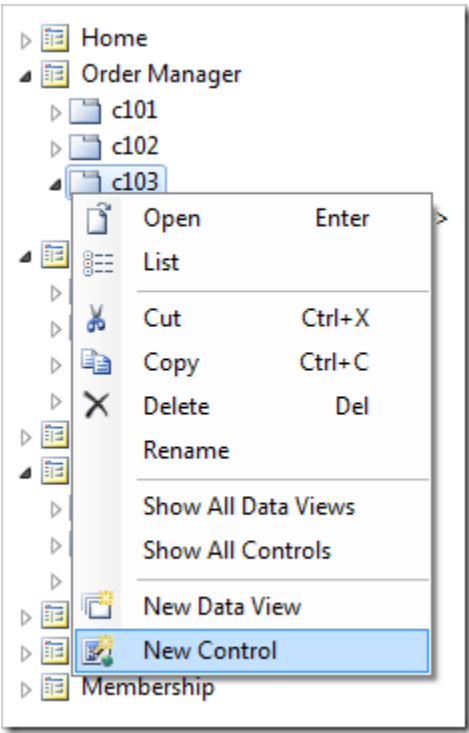 Home
Order Manager
c101
c102
c103
Open Enter >
List
Cut Ctrl+X
Copy Ctrl+C
Delete Del
Rename
Show All Data Views
Show All Controls
New Data View
New Control
Membership